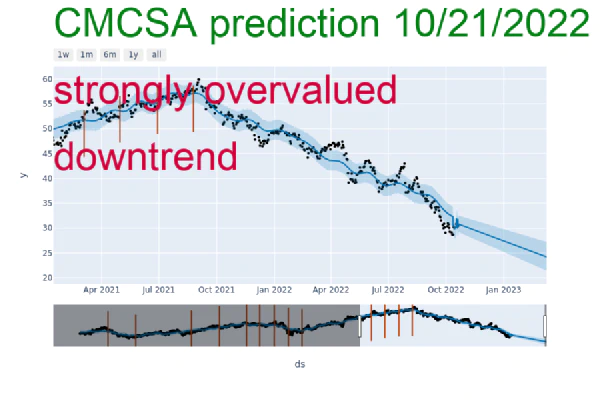 CMCSA prediction 10/21/2022
1w 1m 6m 1y all
strongly overvalued
downtrend
60
55
50
45
40
35
30
25
20
y
Apr 2021 Jul 2021 Oct 2021 Jan 2022 Apr 2022 Jul 2022 Oct 2022 Jan 2023
ds